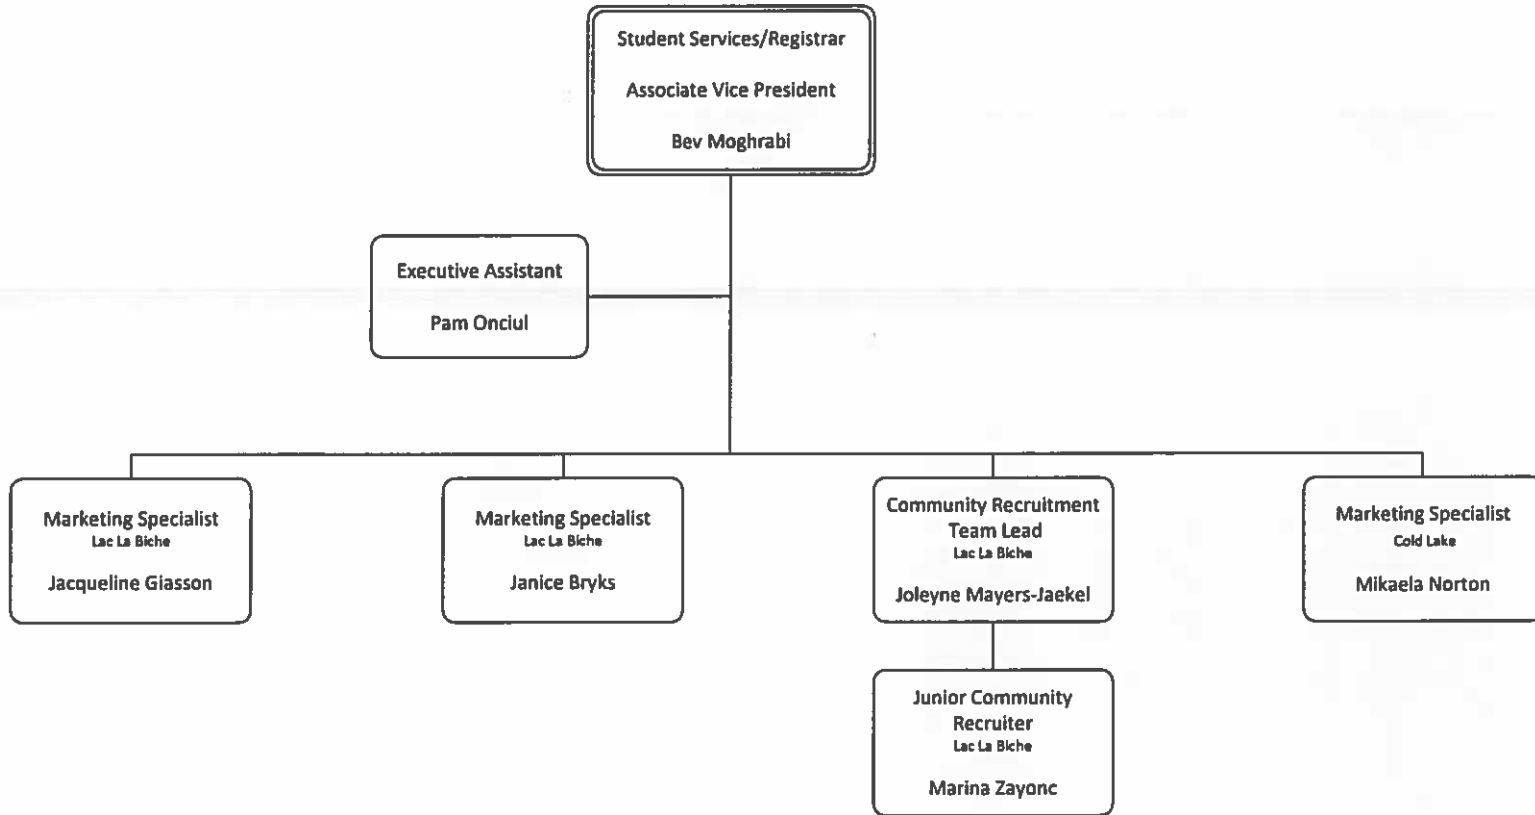 Student Services/Registrar
Associate Vice President
Bev Moghrabi
Executive Assistant
Pam Onciul
Marketing Specialist
Lac La Biche
Jacqueline Giasson
Marketing Specialist
Lac La Biche
Janice Bryks
Community Recruitment
Team Lead
Lac La Biche
Joleyne Mayers-Jaekel
Marketing Specialist
Cold Lake
Mikaela Norton
Junior Community
Recruiter
Lac La Biche
Marina Zayonc